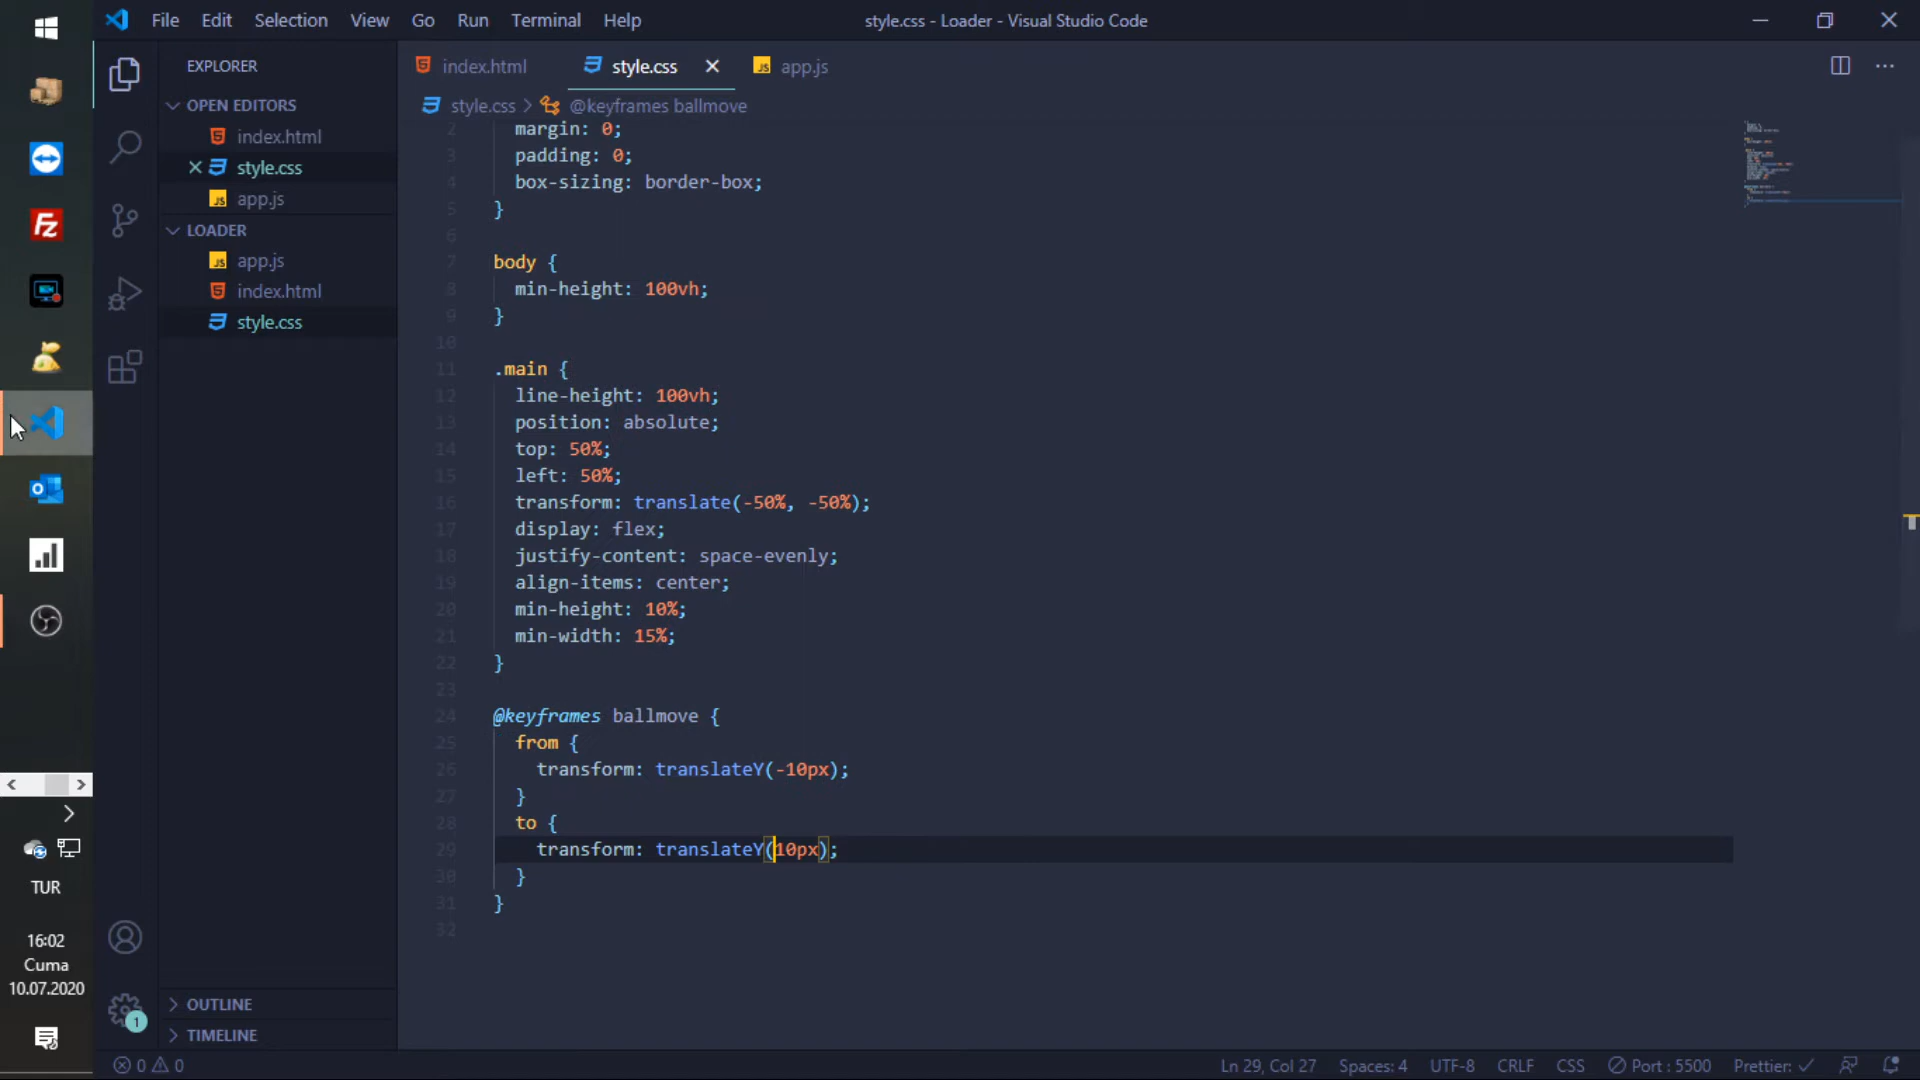 File Edit Selection View Go Run Terminal Help
style.css - Loader - Visual Studio Code
EXPLORER
OPEN EDITORS
index.html
style.css
app.js
LOADER
app.js
index.html
style.css
OUTLINE
TIMELINE
index.html style.css app.js
style.css > @keyframes ballmove
2 margin: 0;
3 padding: 0;
4 box-sizing: border-box;
5 }
6
7 body {
8 min-height: 100vh;
9 }
10
11 .main {
12 line-height: 100vh;
13 position: absolute;
14 top: 50%;
15 left: 50%;
16 transform: translate(-50%, -50%);
17 display: flex;
18 justify-content: space-evenly;
19 align-items: center;
20 min-height: 10%;
21 min-width: 15%;
22 }
23
24 @keyframes ballmove {
25 from {
26 transform: translateY(-10px);
27 }
28 to {
29 transform: translateY(10px);
30 }
31 }
32
TUR
16:02
Cuma
10.07.2020
1
0 0
Ln 29, Col 27 Spaces: 4 UTF-8 CRLF CSS Port : 5500 Prettier: ✓